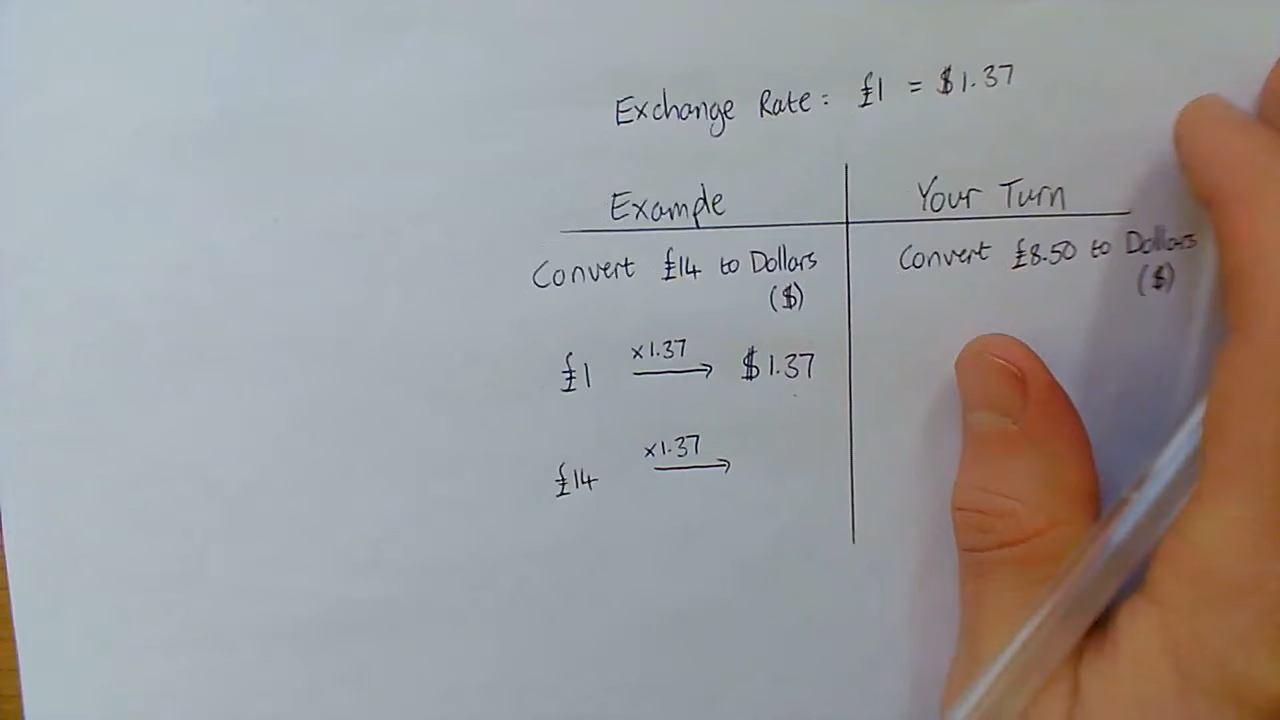 Exchange Rate: £1 = $1.37
Example
Your Turn
Convert £14 to Dollars
($)
£1 ×1.37 → $1.37
£14 ×1.37 →
Convert £8.50 to Dollars
($)